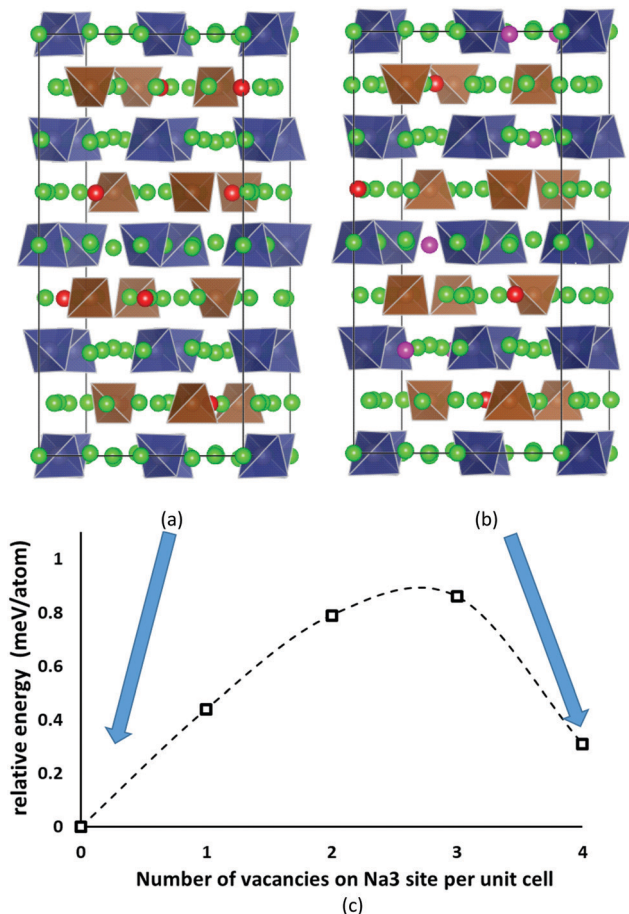 (a)
(b)
1
0.8
0.6
0.4
0.2
0
relative energy (meV/atom)
0 1 2 3 4
Number of vacancies on Na3 site per unit cell
(c)